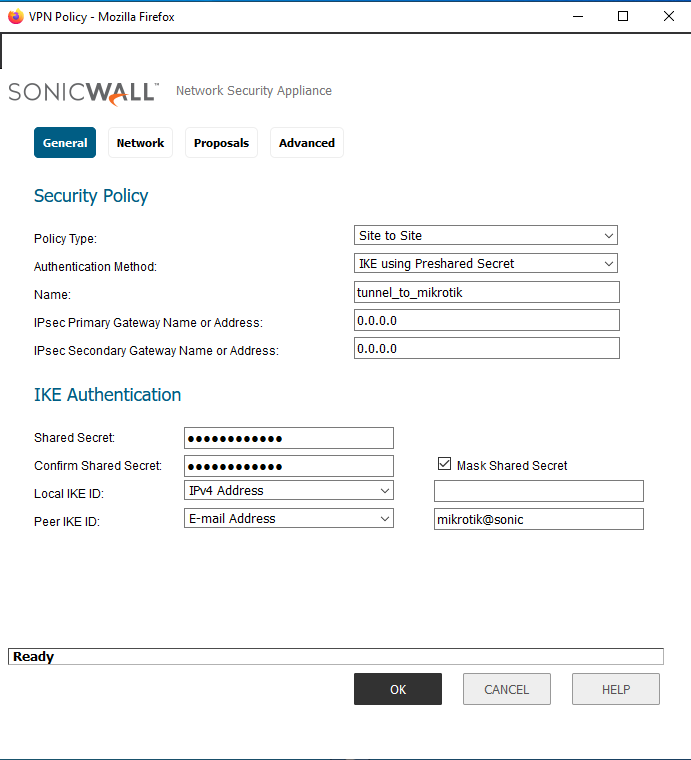 VPN Policy - Mozilla Firefox
SONICWALL™ Network Security Appliance
General Network Proposals Advanced
Security Policy
Policy Type: Site to Site
Authentication Method: IKE using Preshared Secret
Name: tunnel_to_mikrotik
IPsec Primary Gateway Name or Address: 0.0.0.0
IPsec Secondary Gateway Name or Address: 0.0.0.0
IKE Authentication
Shared Secret: ●●●●●●●●●●●●
Confirm Shared Secret: ●●●●●●●●●●●● Mask Shared Secret
Local IKE ID: IPv4 Address
Peer IKE ID: E-mail Address mikrotik@sonic
Ready
OK CANCEL HELP